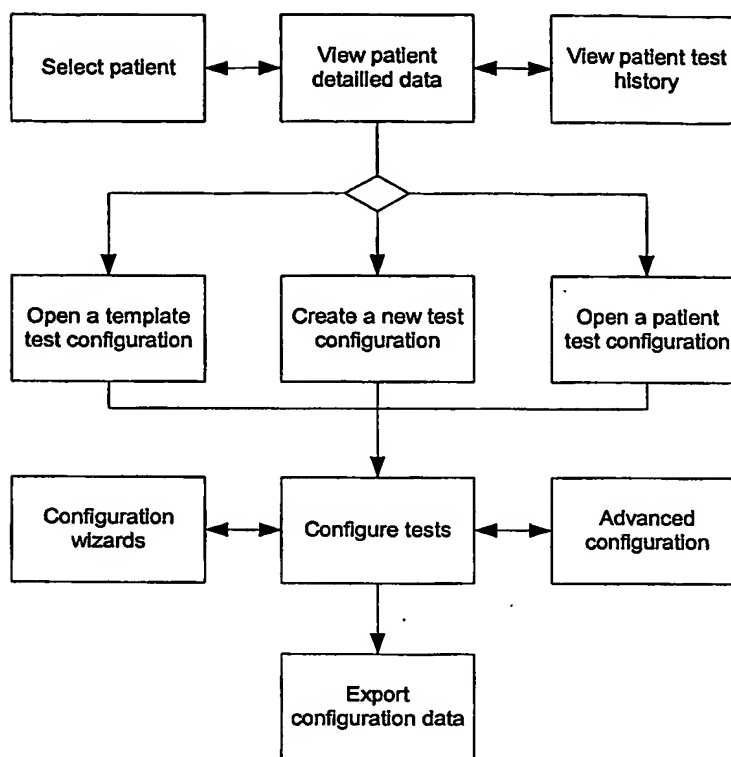 Select patient
View patient
detailled data
View patient test
history
Open a template
test configuration
Create a new test
configuration
Open a patient
test configuration
Configuration
wizards
Configure tests
Advanced
configuration
Export
configuration data